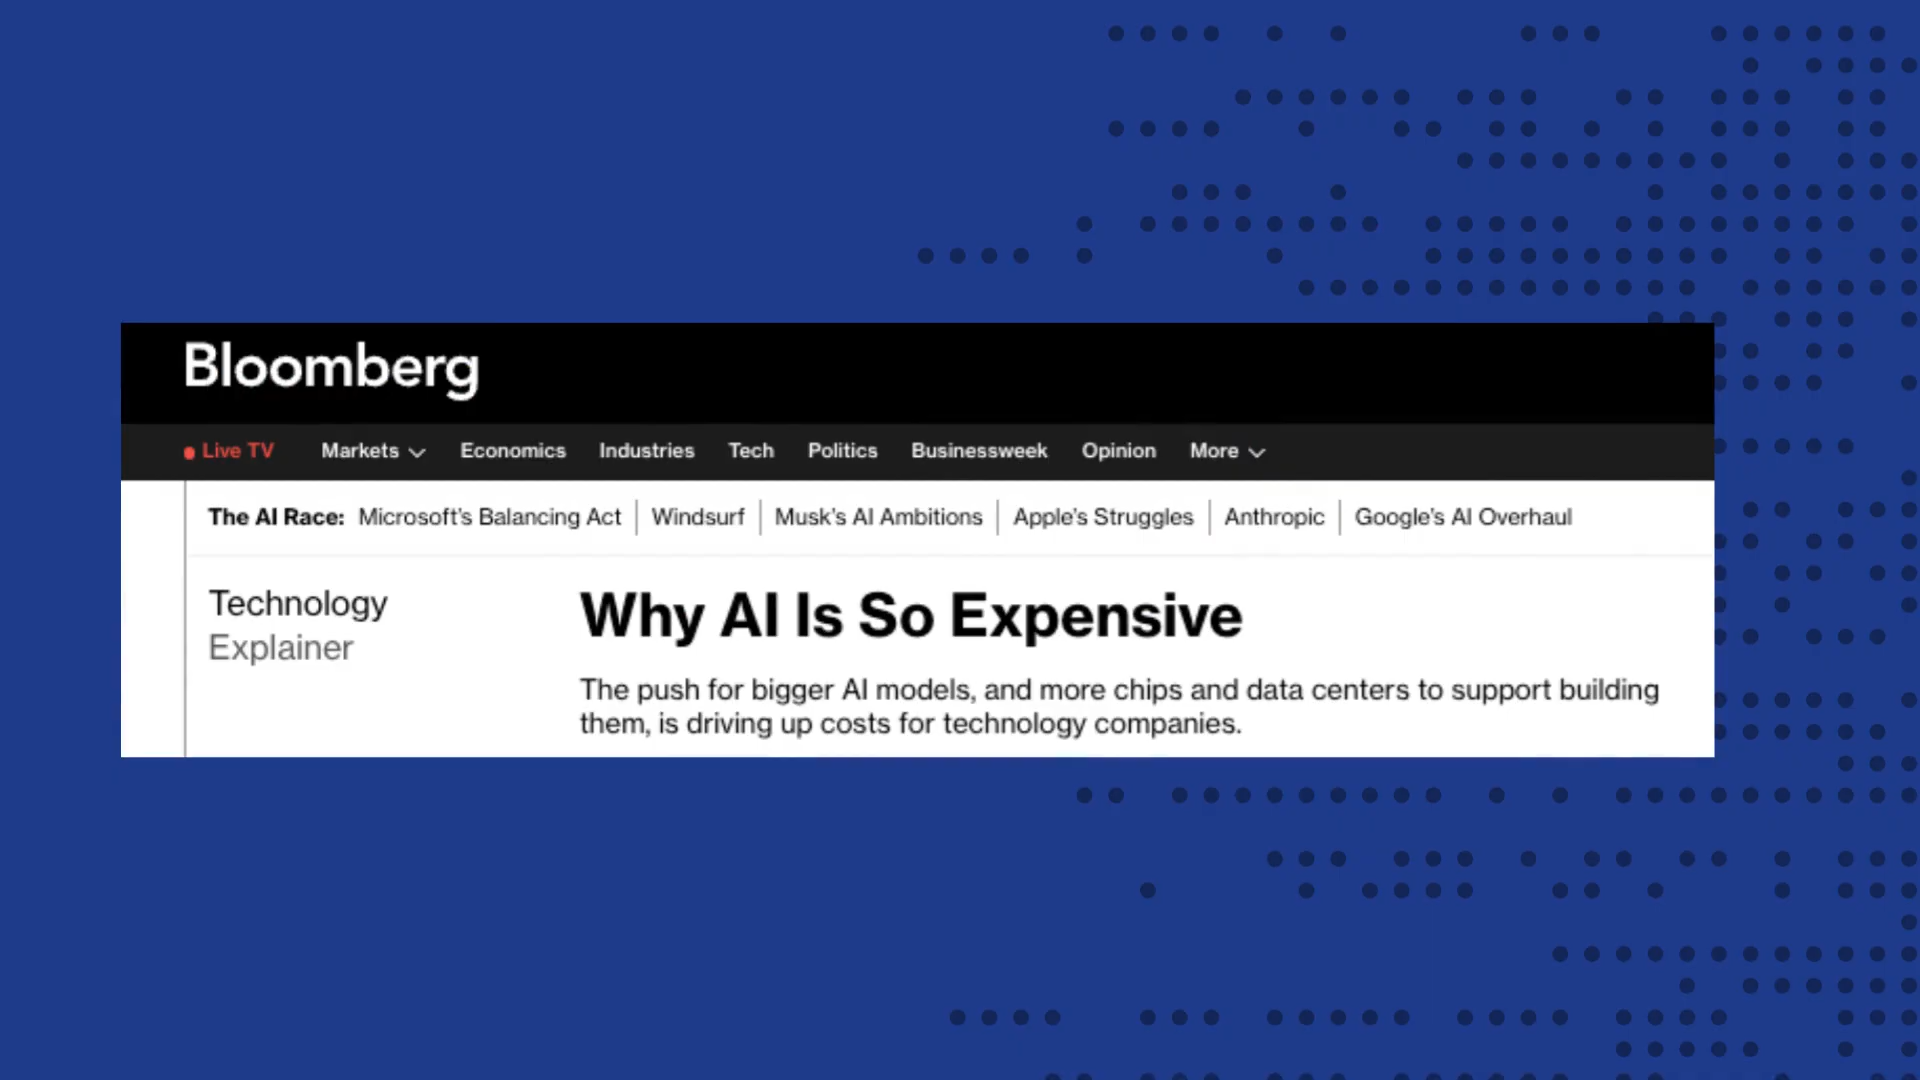 Bloomberg
Live TV Markets Economics Industries Tech Politics Businessweek Opinion More
The AI Race: Microsoft's Balancing Act Windsurf Musk's AI Ambitions Apple's Struggles Anthropic Google's AI Overhaul
Technology
Explainer
Why AI Is So Expensive
The push for bigger AI models, and more chips and data centers to support building
them, is driving up costs for technology companies.